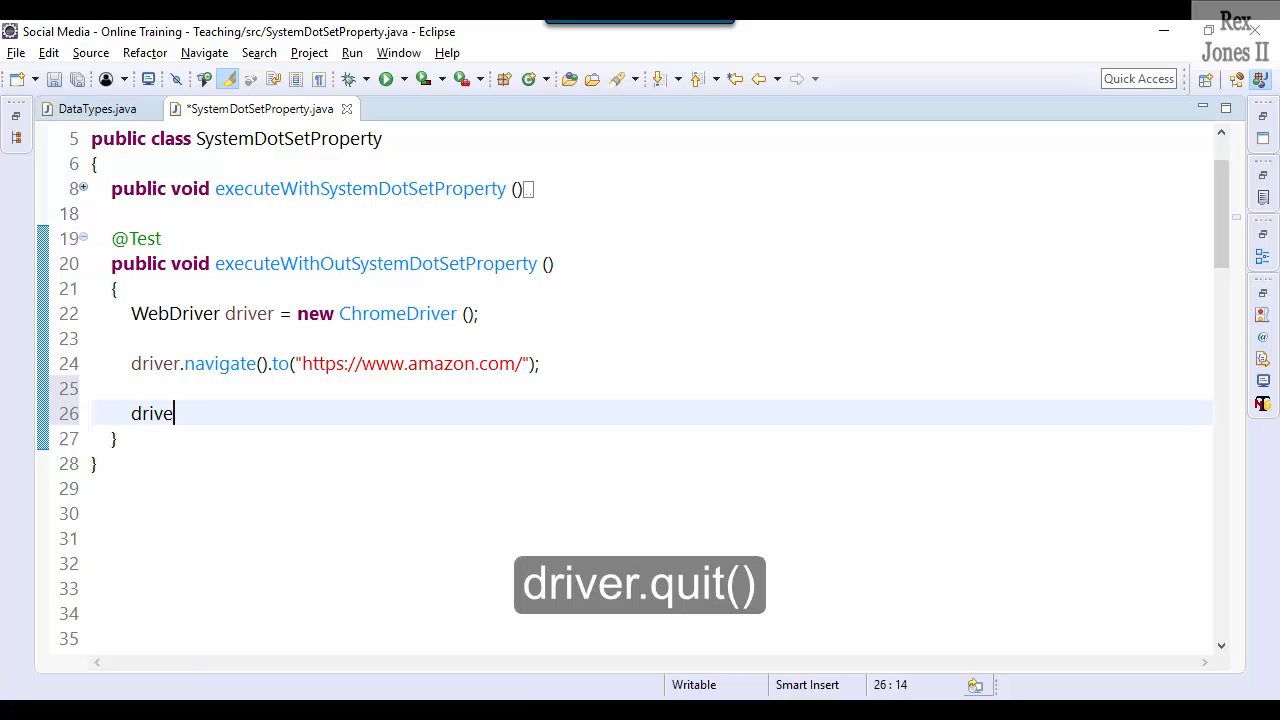 Social Media - Online Training - Teaching/src/SystemDotSetProperty.java - Eclipse
Rex
Jones II
File Edit Source Refactor Navigate Search Project Run Window Help
Quick Access
DataTypes.java *SystemDotSetProperty.java
5 public class SystemDotSetProperty
6 {
8 public void executeWithSystemDotSetProperty ()
18
19 @Test
20 public void executeWithOutSystemDotSetProperty ()
21 {
22 WebDriver driver = new ChromeDriver ();
23
24 driver.navigate().to("https://www.amazon.com/");
25
26 drive
27 }
28 }
29
30
31
32
33
34
35
driver.quit()
Writable Smart Insert 26 : 14